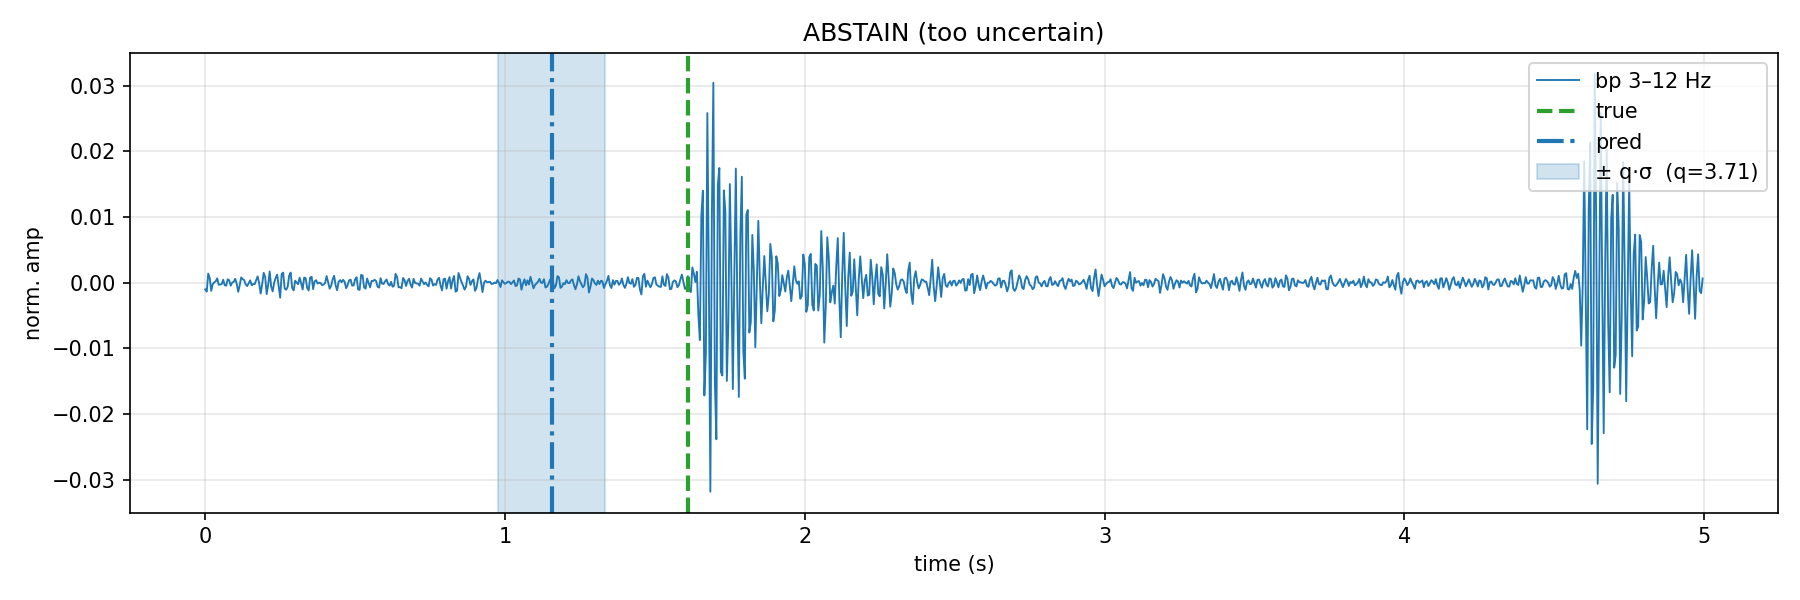 ABSTAIN (too uncertain)
norm. amp
0.03
0.02
0.01
0.00
−0.01
−0.02
−0.03
bp 3–12 Hz
true
pred
± q·σ (q=3.71)
0 1 2 3 4 5
time (s)